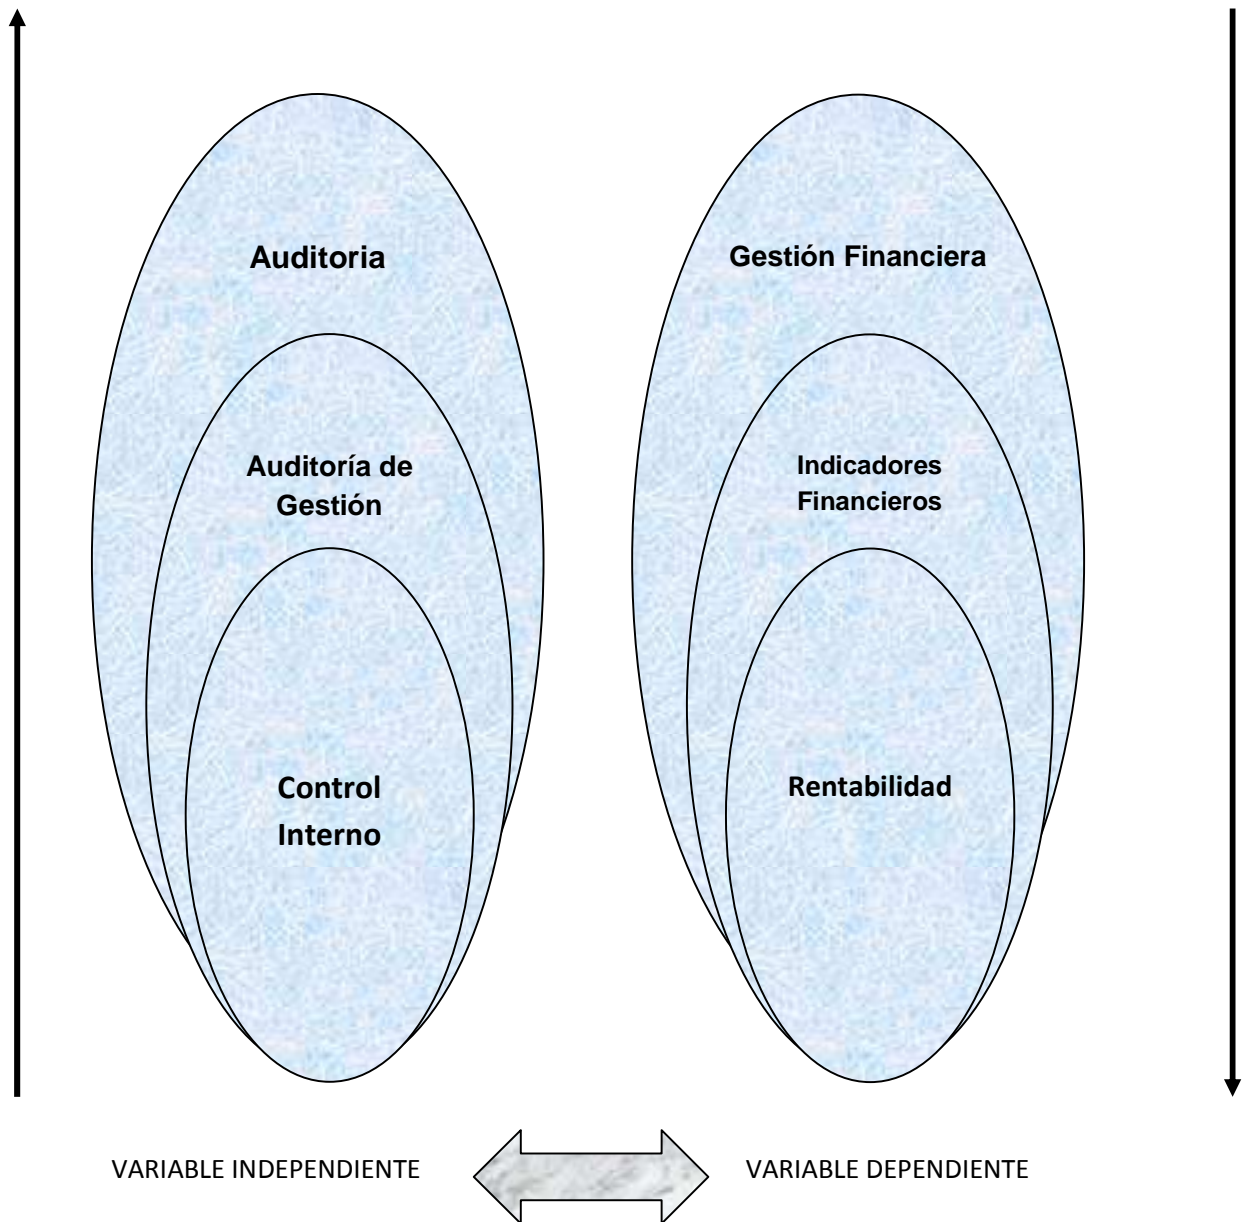 Auditoria
Gestión Financiera
Auditoría de
Gestión
Indicadores
Financieros
Control
Interno
Rentabilidad
VARIABLE INDEPENDIENTE
VARIABLE DEPENDIENTE